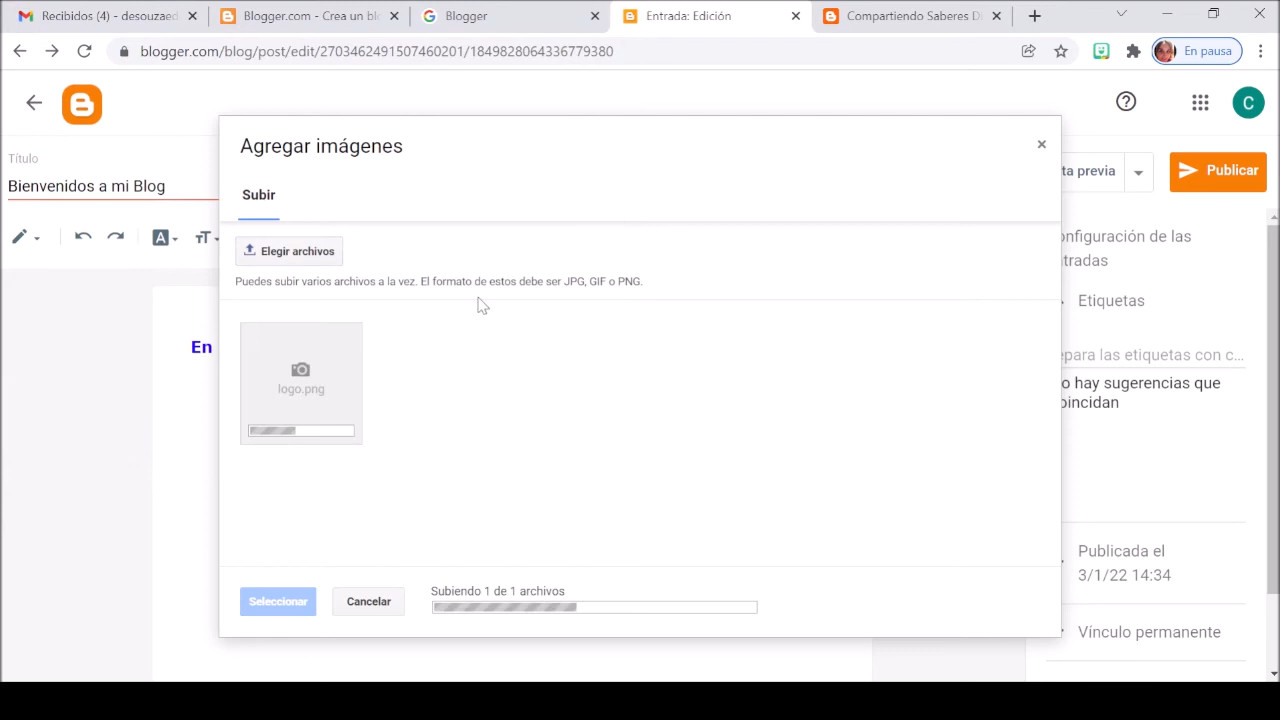 Recibidos (4) - desouzaed
Blogger.com - Crea un blo
Blogger
Entrada: Edición
Compartiendo Saberes D
blogger.com/blog/post/edit/2703462491507460201/1849828064336779380
En pausa
C
Título
Bienvenidos a mi Blog
ta previa
Publicar
Agregar imágenes
Subir
Elegir archivos
Puedes subir varios archivos a la vez. El formato de estos debe ser JPG, GIF o PNG.
En
logo.png
onfiguración de las
ntradas
Etiquetas
epara las etiquetas con c...
o hay sugerencias que
oincidan
Publicada el
3/1/22 14:34
Vínculo permanente
Seleccionar
Cancelar
Subiendo 1 de 1 archivos